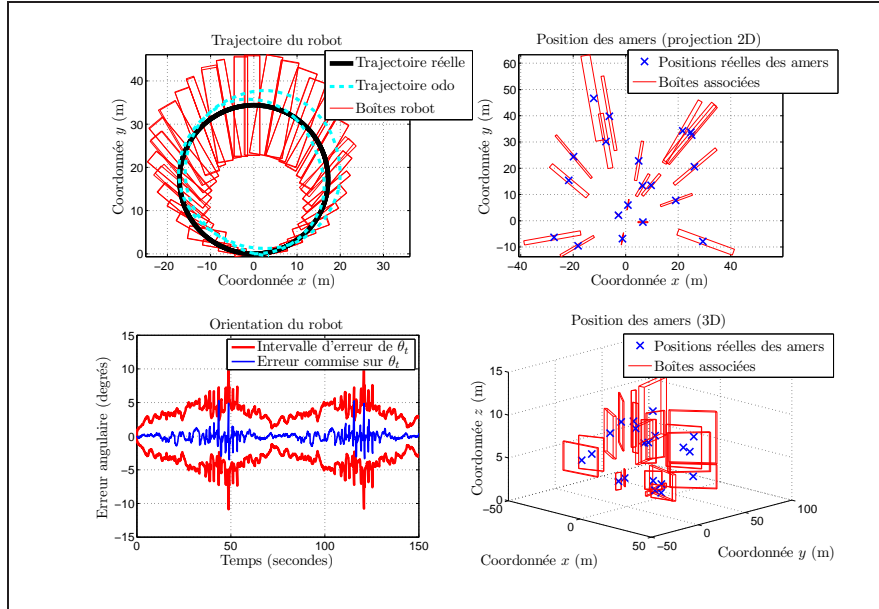 Trajectoire du robot
Trajectoire réelle
Trajectoire odo
Boîtes robot
Coordonnée y (m)
40
30
20
10
0
−20 −10 0 10 20 30
Coordonnée x (m)
Position des amers (projection 2D)
Positions réelles des amers
Boîtes associées
Coordonnée y (m)
60
50
40
30
20
10
0
−10
−40 −20 0 20 40
Coordonnée x (m)
Orientation du robot
Intervalle d'erreur de θt
Erreur commise sur θt
Erreur angulaire (degrés)
15
10
5
0
−5
−10
−15
0 50 100 150
Temps (secondes)
Position des amers (3D)
Positions réelles des amers
Boîtes associées
Coordonnée z (m)
15
10
5
0
−50
0
50
Coordonnée x (m)
−50
0
50
100
Coordonnée y (m)